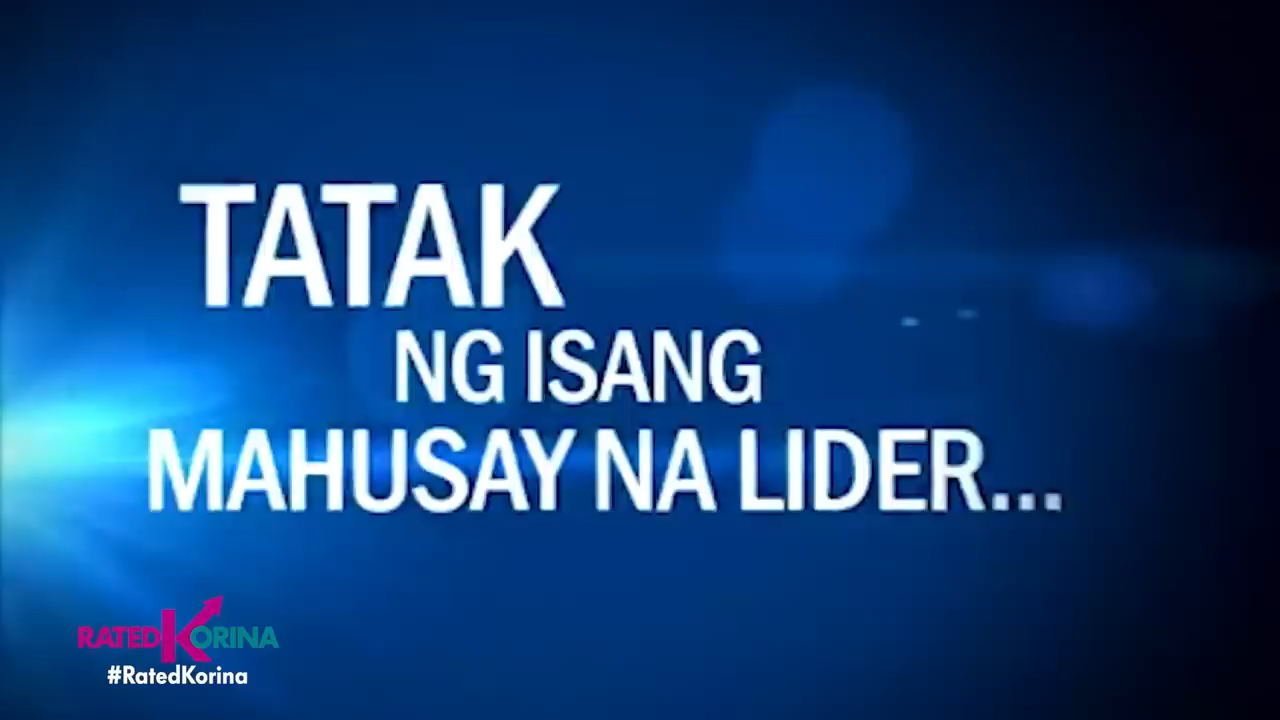 TATAK
NG ISANG
MAHUSAY NA LIDER...
RATED KORINA
#RatedKorina